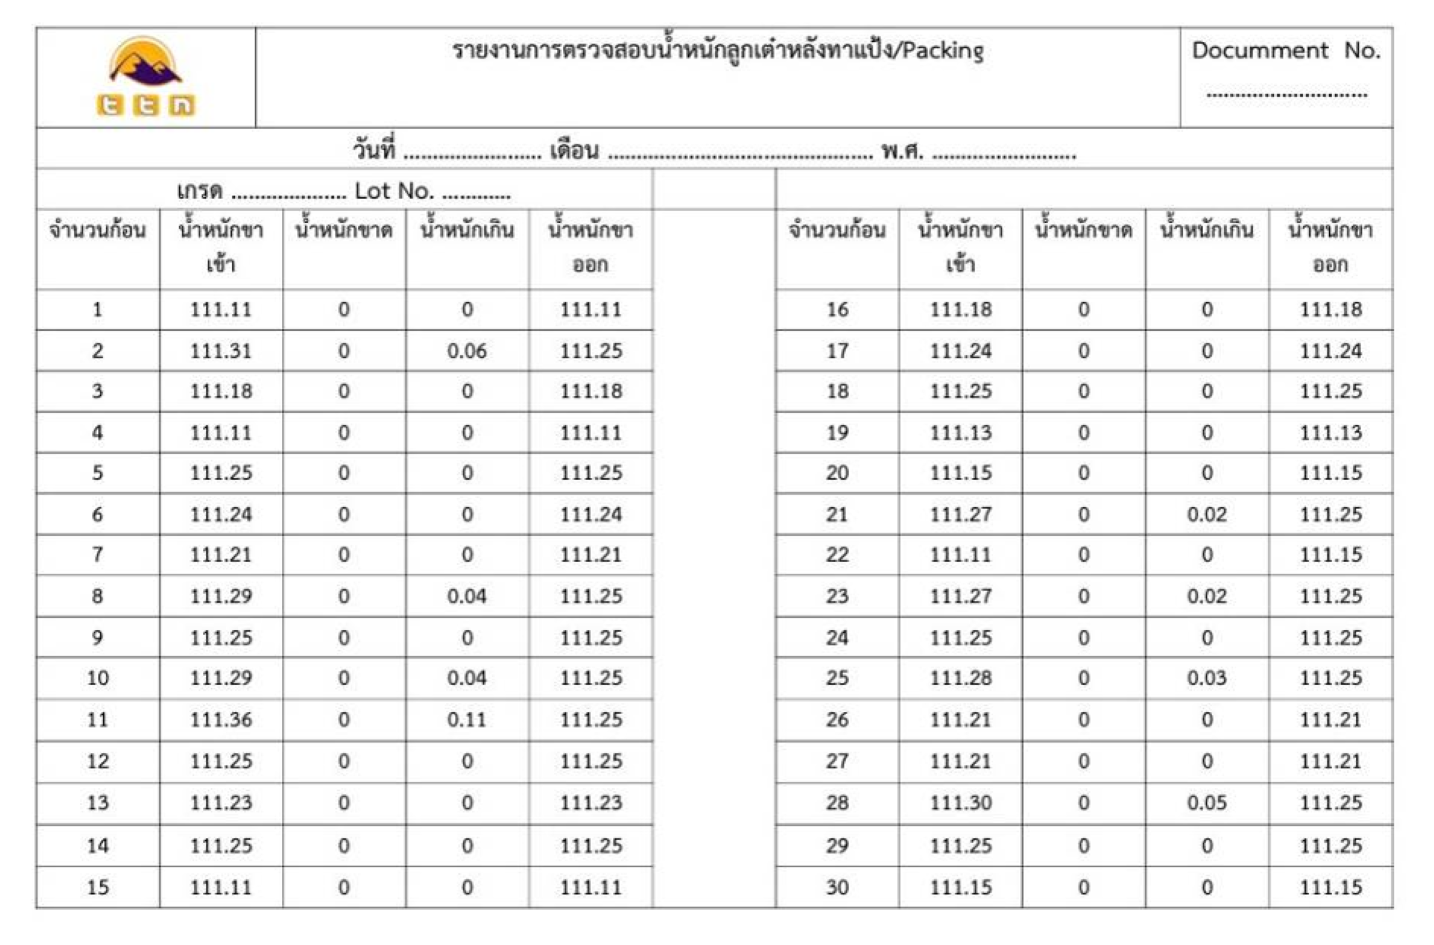 ttn
รายงานการตรวจสอบน้ำหนักลูกเต๋าหลังทาแป้ง/Packing
Documment No.
............................
วันที่ ........................ เดือน .............................................. พ.ศ. .........................
เกรด .................... Lot No. ............
จำนวนก้อน น้ำหนักขาเข้า น้ำหนักขาด น้ำหนักเกิน น้ำหนักขาออก จำนวนก้อน น้ำหนักขาเข้า น้ำหนักขาด น้ำหนักเกิน น้ำหนักขาออก
1 111.11 0 0 111.11 16 111.18 0 0 111.18
2 111.31 0 0.06 111.25 17 111.24 0 0 111.24
3 111.18 0 0 111.18 18 111.25 0 0 111.25
4 111.11 0 0 111.11 19 111.13 0 0 111.13
5 111.25 0 0 111.25 20 111.15 0 0 111.15
6 111.24 0 0 111.24 21 111.27 0 0.02 111.25
7 111.21 0 0 111.21 22 111.11 0 0 111.15
8 111.29 0 0.04 111.25 23 111.27 0 0.02 111.25
9 111.25 0 0 111.25 24 111.25 0 0 111.25
10 111.29 0 0.04 111.25 25 111.28 0 0.03 111.25
11 111.36 0 0.11 111.25 26 111.21 0 0 111.21
12 111.25 0 0 111.25 27 111.21 0 0 111.21
13 111.23 0 0 111.23 28 111.30 0 0.05 111.25
14 111.25 0 0 111.25 29 111.25 0 0 111.25
15 111.11 0 0 111.11 30 111.15 0 0 111.15